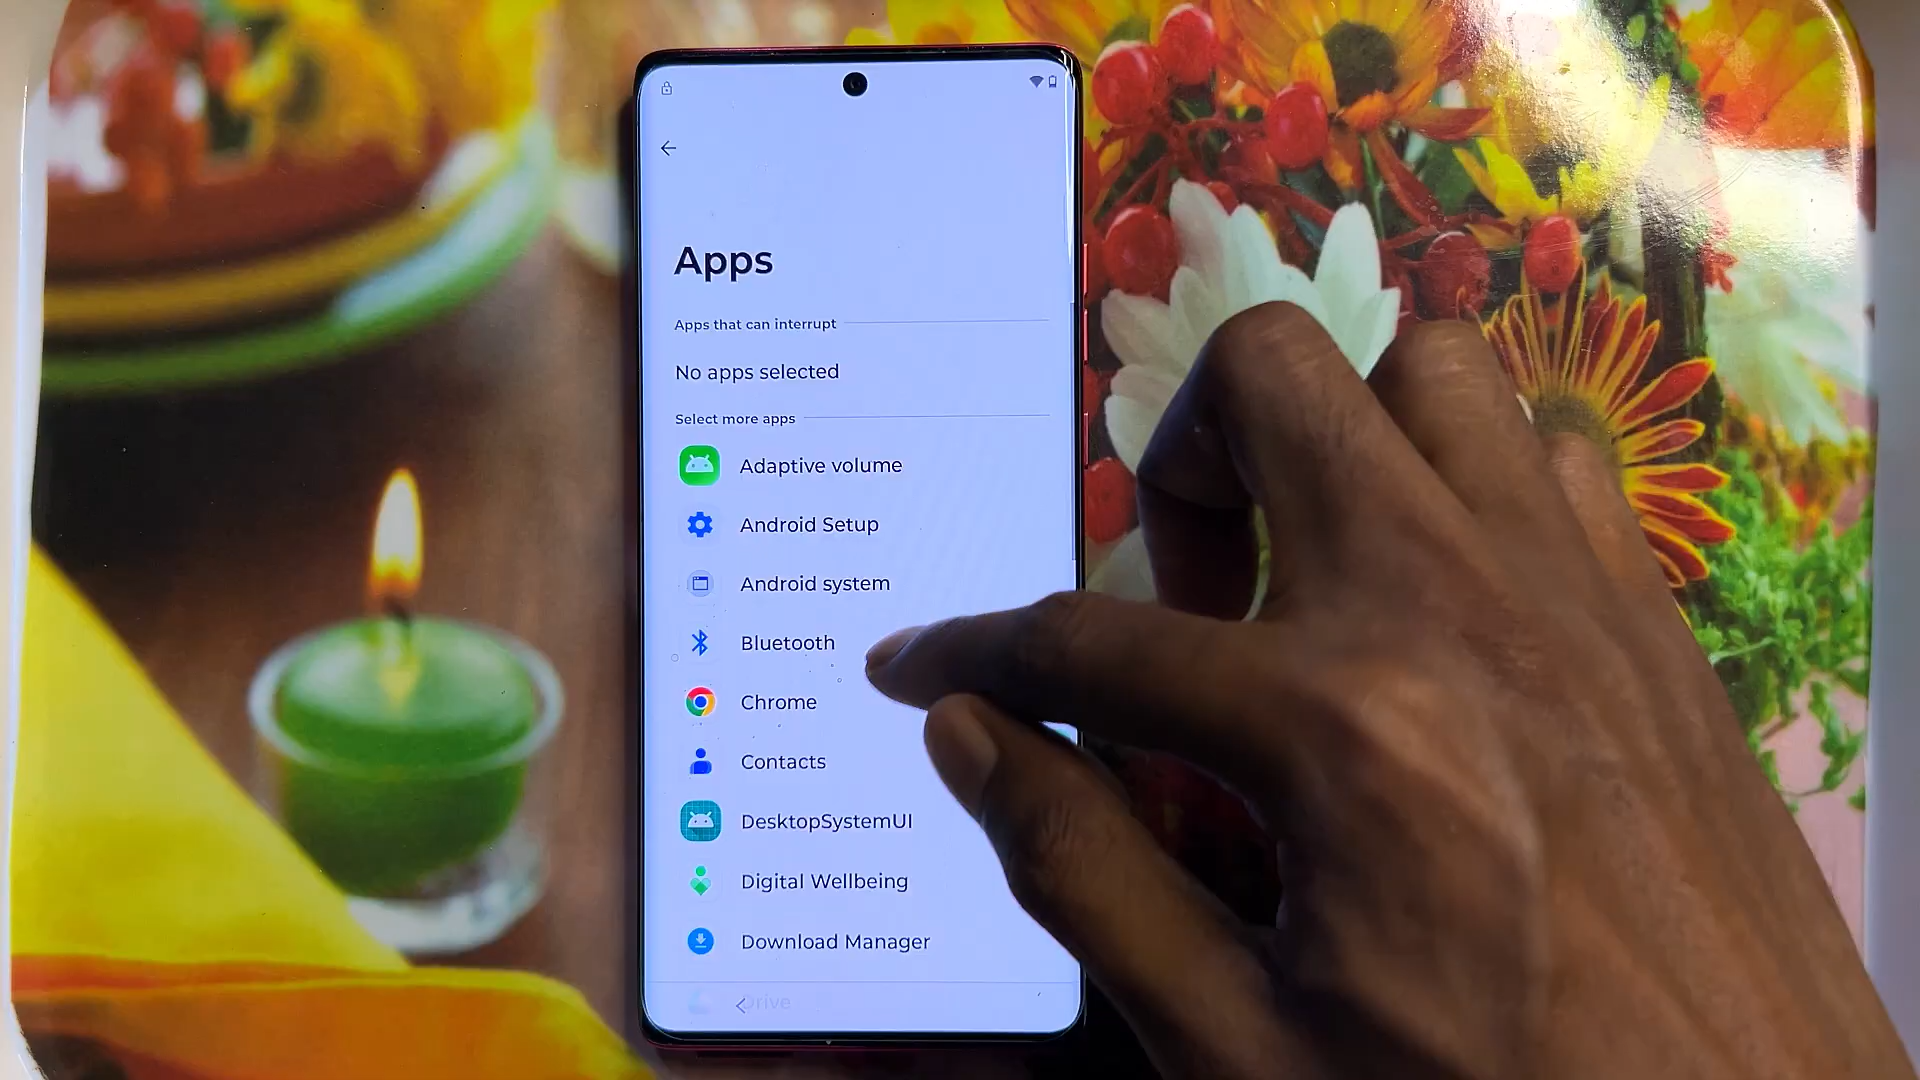 Apps
Apps that can interrupt
No apps selected
Select more apps
Adaptive volume
Android Setup
Android system
Bluetooth
Chrome
Contacts
DesktopSystemUI
Digital Wellbeing
Download Manager
Drive